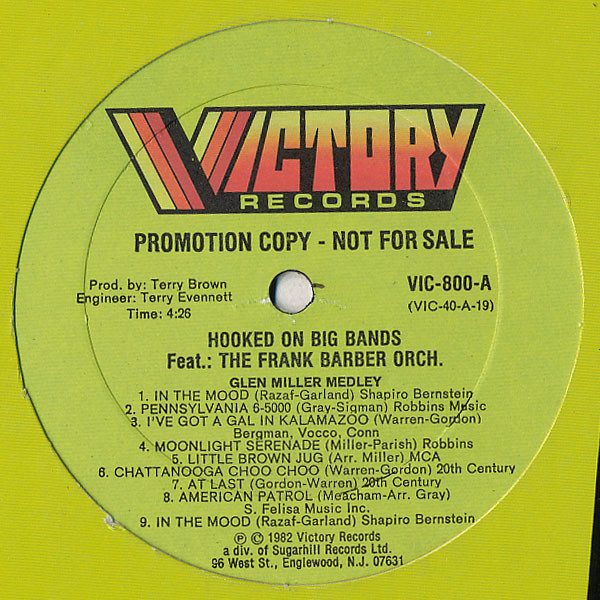 VICTORY
RECORDS
PROMOTION COPY - NOT FOR SALE
Prod. by: Terry Brown
Engineer: Terry Evennett
Time: 4:26
VIC-800-A
(VIC-40-A-19)
HOOKED ON BIG BANDS
Feat.: THE FRANK BARBER ORCH.
GLEN MILLER MEDLEY
1. IN THE MOOD (Razaf-Garland) Shapiro Bernstein
2. PENNSYLVANIA 6-5000 (Gray-Sigman) Robbins Music
3. I'VE GOT A GAL IN KALAMAZOO (Warren-Gordon)
Bergman, Vocco, Conn
4. MOONLIGHT SERENADE (Miller-Parish) Robbins
5. LITTLE BROWN JUG (Arr. Miller) MCA
6. CHATTANOOGA CHOO CHOO (Warren-Gordon) 20th Century
7. AT LAST (Gordon-Warren) 20th Century
8. AMERICAN PATROL (Meacham-Arr. Gray)
S. Felisa Music Inc.
9. IN THE MOOD (Razaf-Garland) Shapiro Bernstein
℗ © 1982 Victory Records
a div. of Sugarhill Records Ltd.
96 West St., Englewood, N.J. 07631